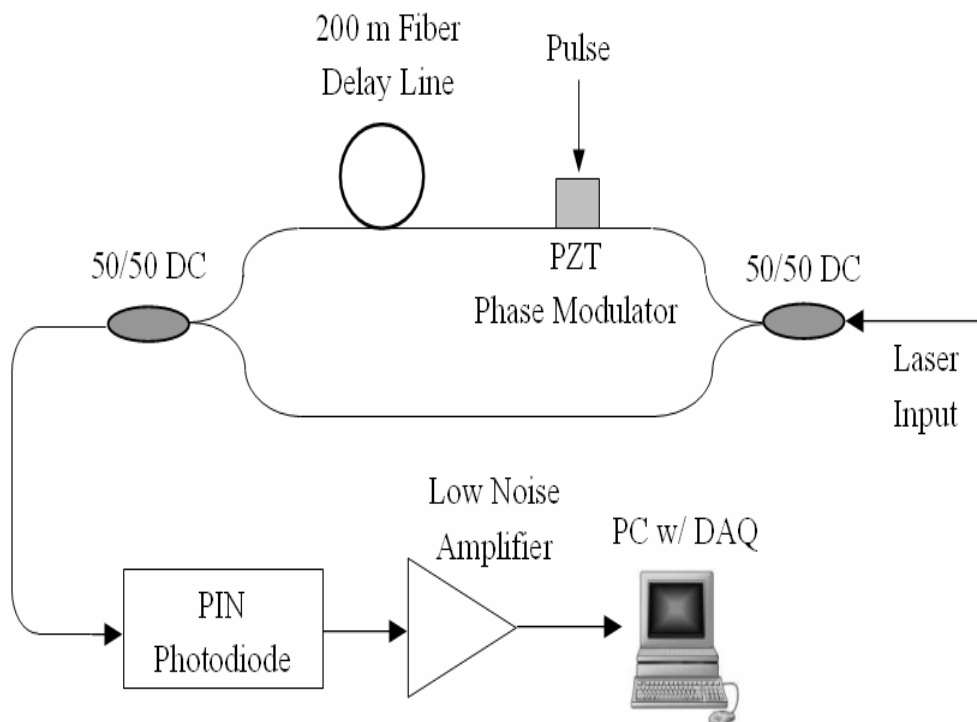 200 m Fiber
Delay Line
Pulse
50/50 DC
PZT
Phase Modulator
50/50 DC
Laser
Input
Low Noise
Amplifier
PC w/ DAQ
PIN
Photodiode